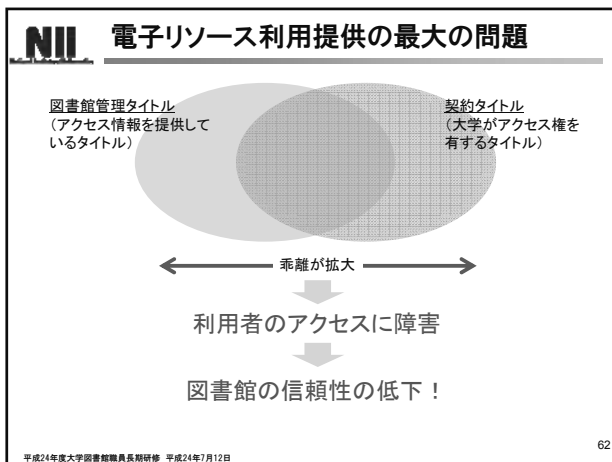 NII
電子リソース利用提供の最大の問題
図書館管理タイトル
(アクセス情報を提供して
いるタイトル)
契約タイトル
(大学がアクセス権を
有するタイトル)
乖離が拡大
利用者のアクセスに障害
図書館の信頼性の低下！
62
平成24年度大学図書館職員長期研修 平成24年7月12日